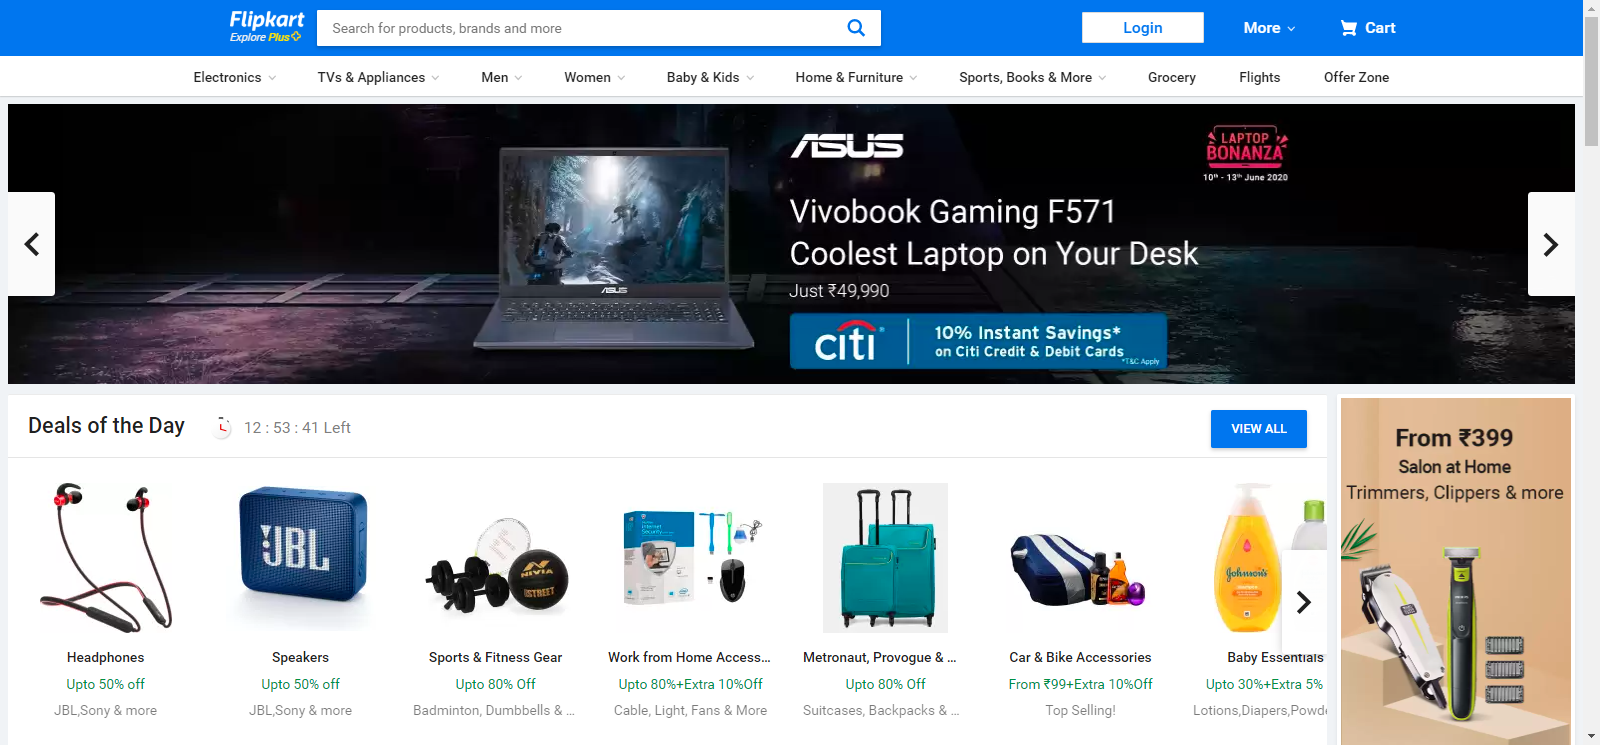 Flipkart
Explore Plus
Search for products, brands and more
Login
More
Cart
Electronics
TVs & Appliances
Men
Women
Baby & Kids
Home & Furniture
Sports, Books & More
Grocery
Flights
Offer Zone
ASUS
LAPTOP
BONANZA
10th - 13th June 2020
Vivobook Gaming F571
Coolest Laptop on Your Desk
Just ₹49,990
ASUS
citi®
10% Instant Savings*
on Citi Credit & Debit Cards
*T&C Apply
Deals of the Day
12 : 53 : 41 Left
VIEW ALL
From ₹399
Salon at Home
Trimmers, Clippers & more
JBL
NIVIA
STREET
Internet
Security
Johnson's
PHILIPS
Headphones
Upto 50% off
JBL,Sony & more
Speakers
Upto 50% off
JBL,Sony & more
Sports & Fitness Gear
Upto 80% Off
Badminton, Dumbbells & ...
Work from Home Access...
Upto 80%+Extra 10%Off
Cable, Light, Fans & More
Metronaut, Provogue & ...
Upto 80% Off
Suitcases, Backpacks & ...
Car & Bike Accessories
From ₹99+Extra 10%Off
Top Selling!
Baby Essentials
Upto 30%+Extra 5%
Lotions,Diapers,Powde